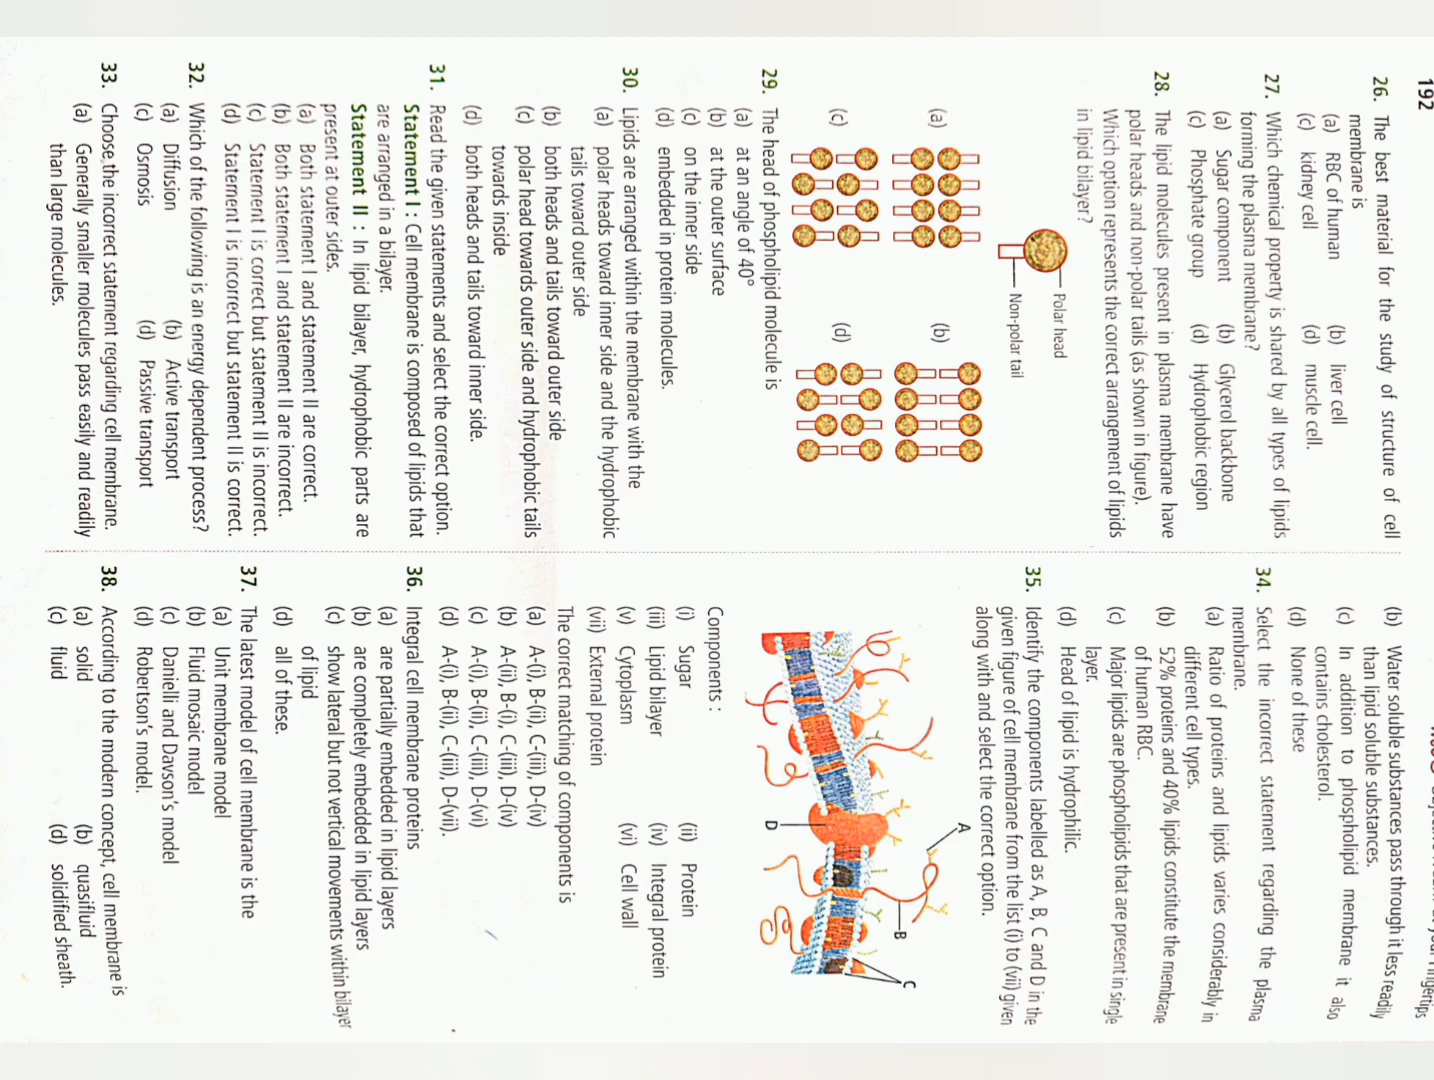 192
26. The best material for the study of structure of cell
membrane is
(a) RBC of human (b) liver cell
(c) kidney cell (d) muscle cell.
27. Which chemical property is shared by all types of lipids
forming the plasma membrane?
(a) Sugar component (b) Glycerol backbone
(c) Phosphate group (d) Hydrophobic region
28. The lipid molecules present in plasma membrane have
polar heads and non-polar tails (as shown in figure).
Which option represents the correct arrangement of lipids
in lipid bilayer?
Polar head
Non-polar tail
(a) (b)
(c) (d)
29. The head of phospholipid molecule is
(a) at an angle of 40°
(b) at the outer surface
(c) on the inner side
(d) embedded in protein molecules.
30. Lipids are arranged within the membrane with the
(a) polar heads toward inner side and the hydrophobic
tails toward outer side
(b) both heads and tails toward outer side
(c) polar head towards outer side and hydrophobic tails
towards inside
(d) both heads and tails toward inner side.
31. Read the given statements and select the correct option.
Statement I : Cell membrane is composed of lipids that
are arranged in a bilayer.
Statement II : In lipid bilayer, hydrophobic parts are
present at outer sides.
(a) Both statement I and statement II are correct.
(b) Both statement I and statement II are incorrect.
(c) Statement I is correct but statement II is incorrect.
(d) Statement I is incorrect but statement II is correct.
32. Which of the following is an energy dependent process?
(a) Diffusion (b) Active transport
(c) Osmosis (d) Passive transport
33. Choose the incorrect statement regarding cell membrane.
(a) Generally smaller molecules pass easily and readily
than large molecules.
(b) Water soluble substances pass through it less readily
than lipid soluble substances.
(c) In addition to phospholipid membrane it also
contains cholesterol.
(d) None of these
34. Select the incorrect statement regarding the plasma
membrane.
(a) Ratio of proteins and lipids varies considerably in
different cell types.
(b) 52% proteins and 40% lipids constitute the membrane
of human RBC.
(c) Major lipids are phospholipids that are present in single
layer.
(d) Head of lipid is hydrophilic.
35. Identify the components labelled as A, B, C and D in the
given figure of cell membrane from the list (i) to (vii) given
along with and select the correct option.
A
B
C
D
Components :
(i) Sugar (ii) Protein
(iii) Lipid bilayer (iv) Integral protein
(v) Cytoplasm (vi) Cell wall
(vii) External protein
The correct matching of components is
(a) A-(i), B-(ii), C-(iii), D-(iv)
(b) A-(ii), B-(i), C-(iii), D-(iv)
(c) A-(i), B-(ii), C-(iii), D-(vi)
(d) A-(i), B-(ii), C-(iii), D-(vii).
36. Integral cell membrane proteins
(a) are partially embedded in lipid layers
(b) are completely embedded in lipid layers
(c) show lateral but not vertical movements within bilayer
of lipid
(d) all of these.
37. The latest model of cell membrane is the
(a) Unit membrane model
(b) Fluid mosaic model
(c) Danielli and Davson's model
(d) Robertson's model.
38. According to the modern concept, cell membrane is
(a) solid (b) quasifluid
(c) fluid (d) solidified sheath.